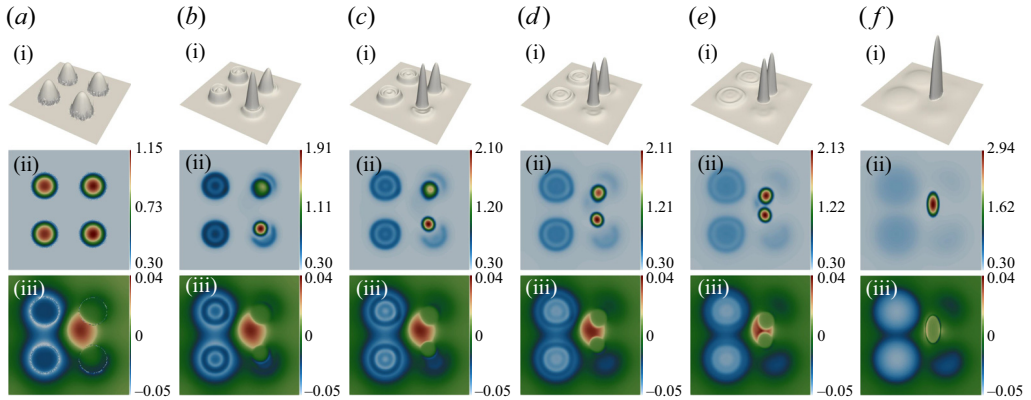 (a) (b) (c) (d) (e) (f)
(i) (i) (i) (i) (i) (i)
(ii) 1.15 (ii) 1.91 (ii) 2.10 (ii) 2.11 (ii) 2.13 (ii) 2.94
0.73 1.11 1.20 1.21 1.22 1.62
0.30 0.30 0.30 0.30 0.30 0.30
(iii) 0.04 (iii) 0.04 (iii) 0.04 (iii) 0.04 (iii) 0.04 (iii) 0.04
0 0 0 0 0 0
–0.05 –0.05 –0.05 –0.05 –0.05 –0.05